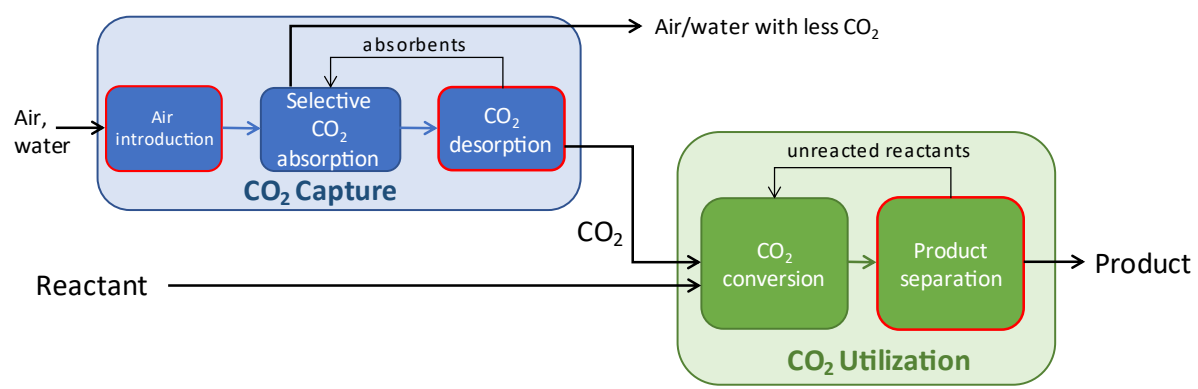 Air/water with less CO₂
absorbents
Air,
water
Air
introduction
Selective
CO₂
absorption
CO₂
desorption
CO₂ Capture
unreacted reactants
CO₂
Reactant
CO₂
conversion
Product
separation
Product
CO₂ Utilization